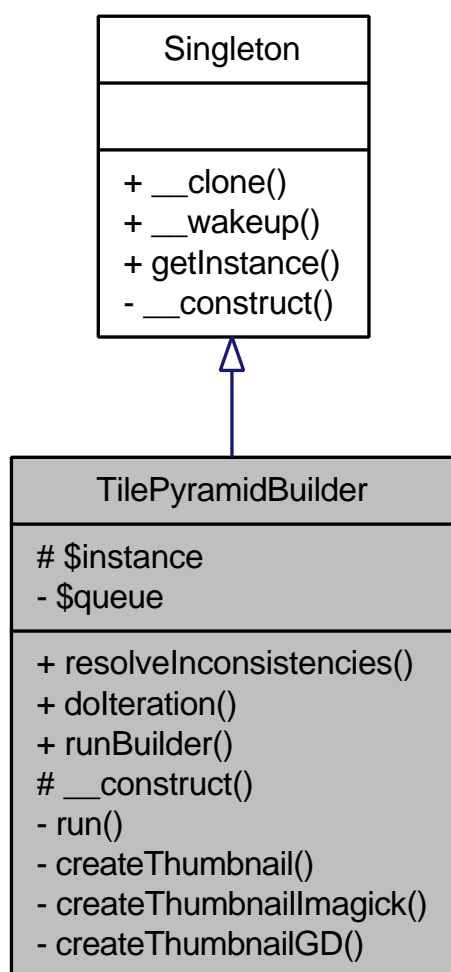 Singleton
+ __clone()
+ __wakeup()
+ getInstance()
- __construct()
TilePyramidBuilder
# $instance
- $queue
+ resolveInconsistencies()
+ doIteration()
+ runBuilder()
# __construct()
- run()
- createThumbnail()
- createThumbnailImagick()
- createThumbnailGD()